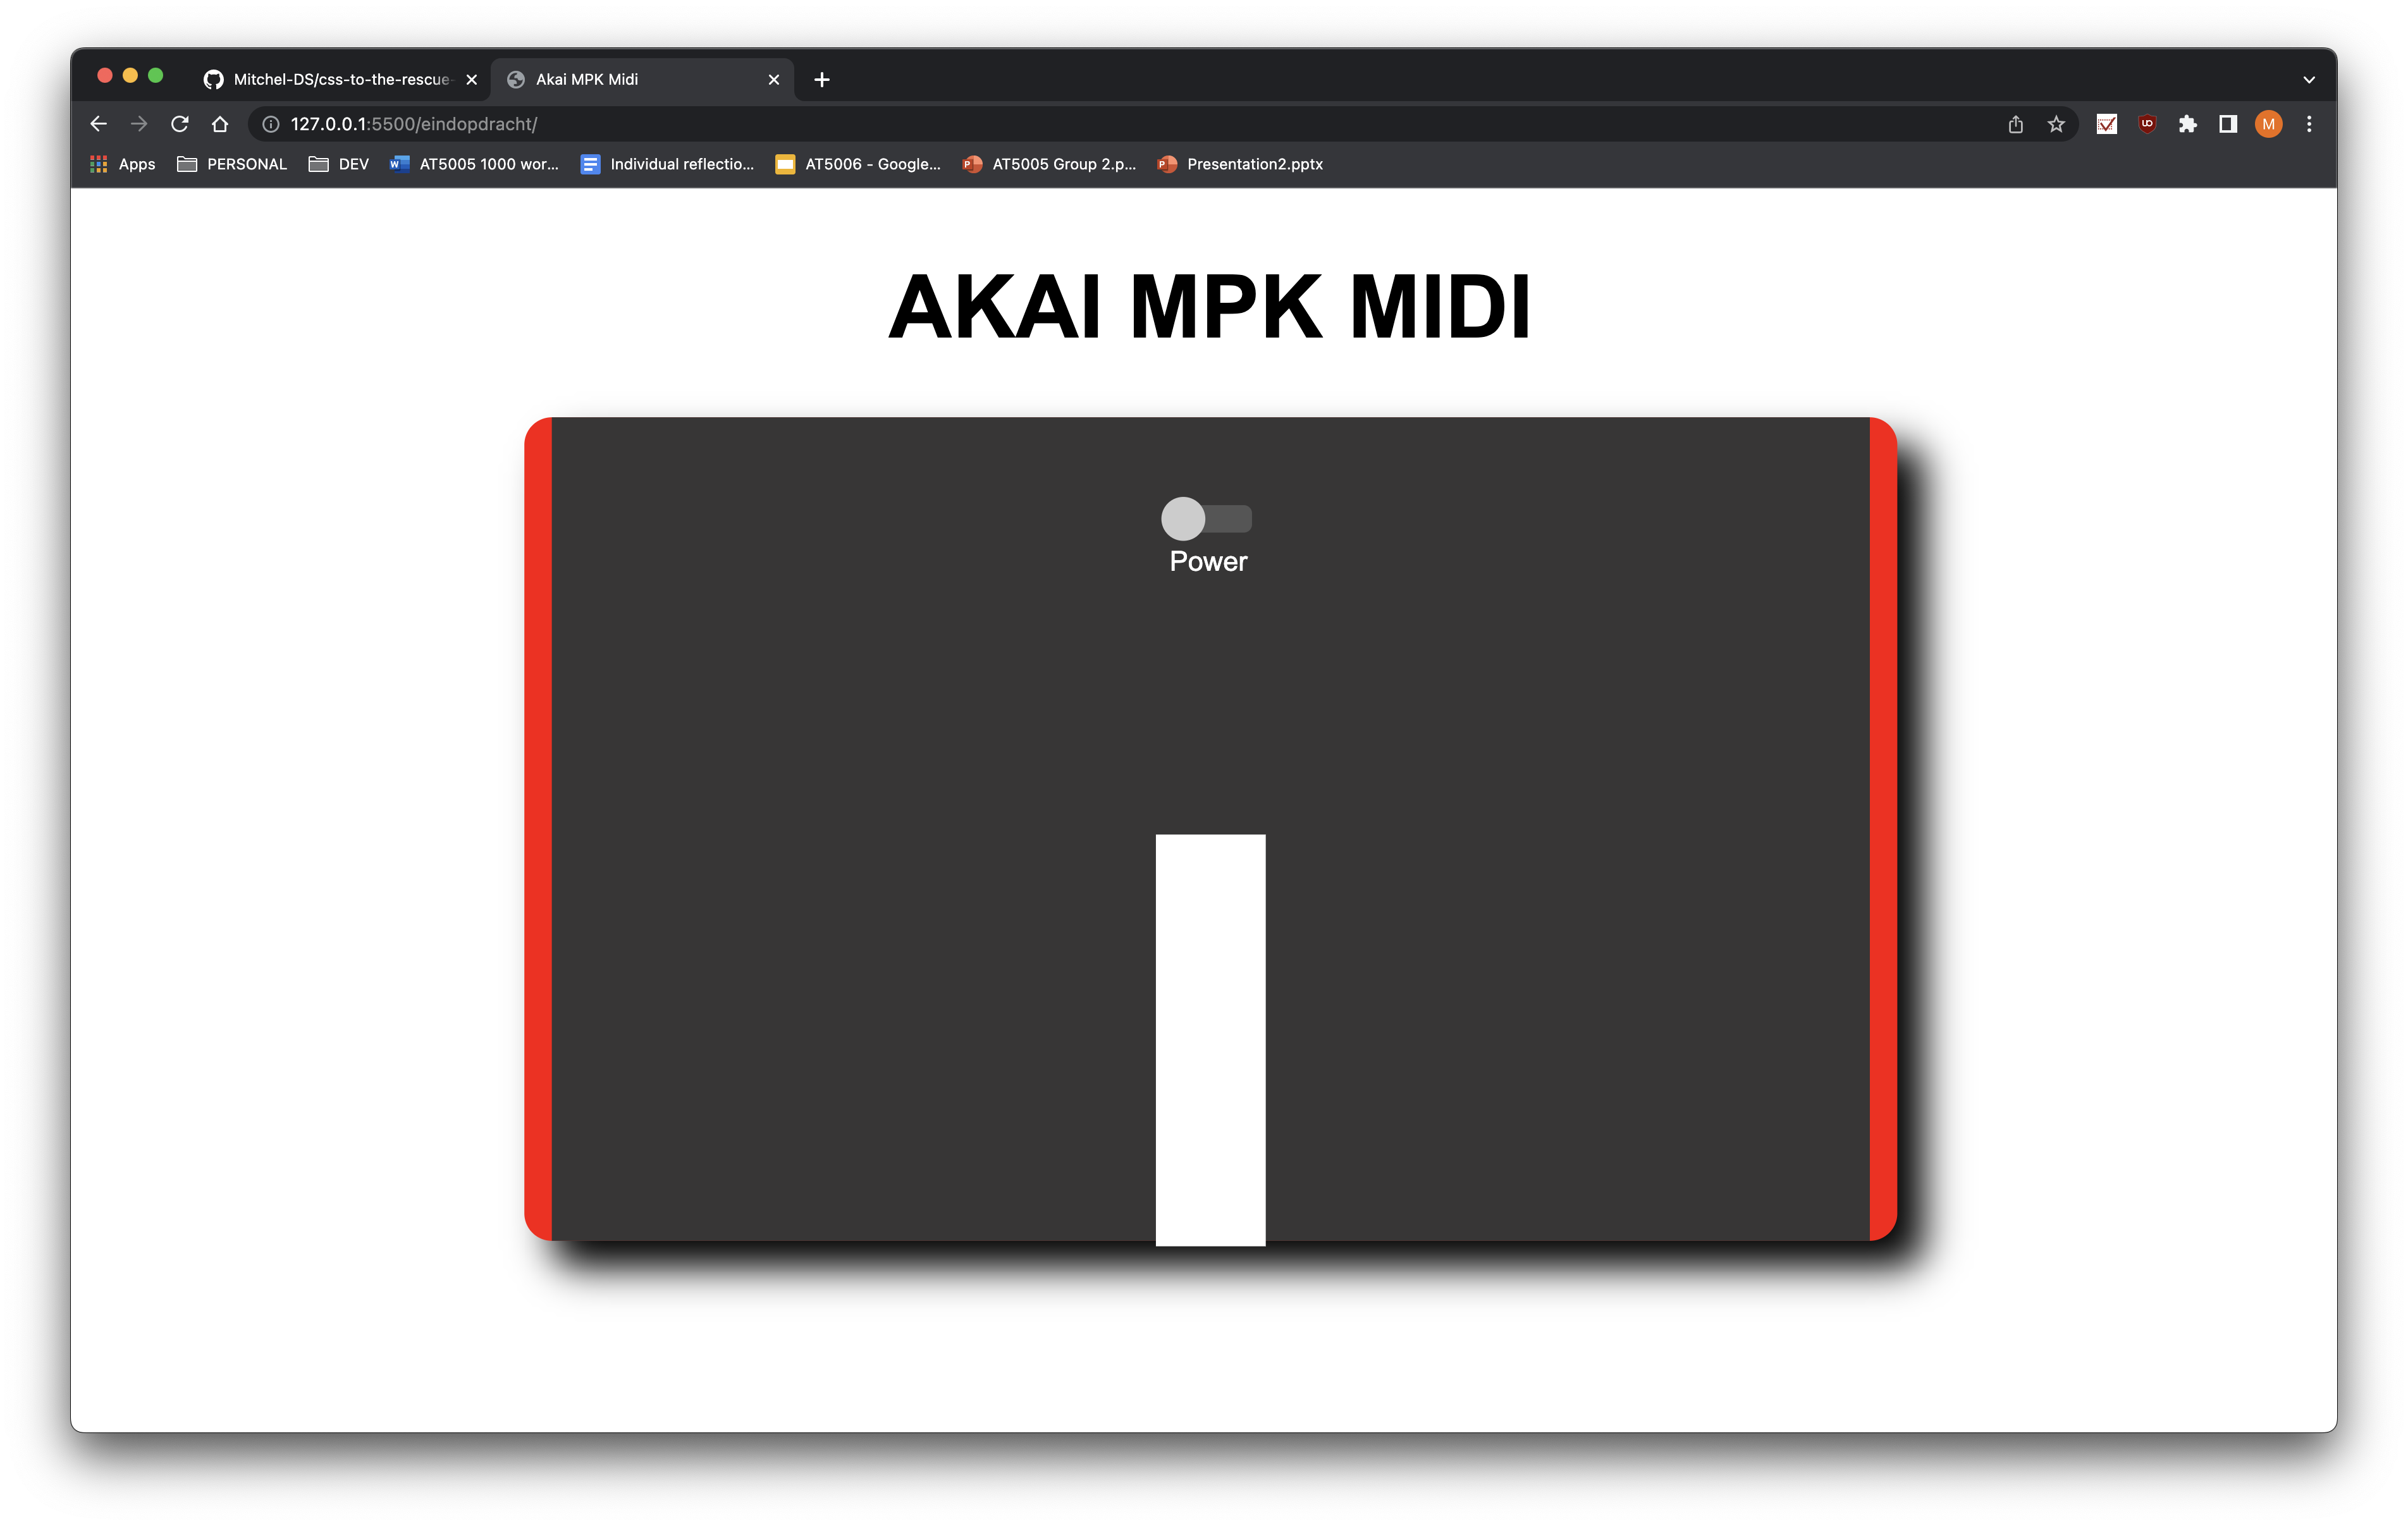 Mitchel-DS/css-to-the-rescue-
Akai MPK Midi
127.0.0.1:5500/eindopdracht/
M
Apps
PERSONAL
DEV
W
AT5005 1000 wor...
Individual reflectio...
AT5006 - Google...
P
AT5005 Group 2.p...
P
Presentation2.pptx
AKAI MPK MIDI
Power